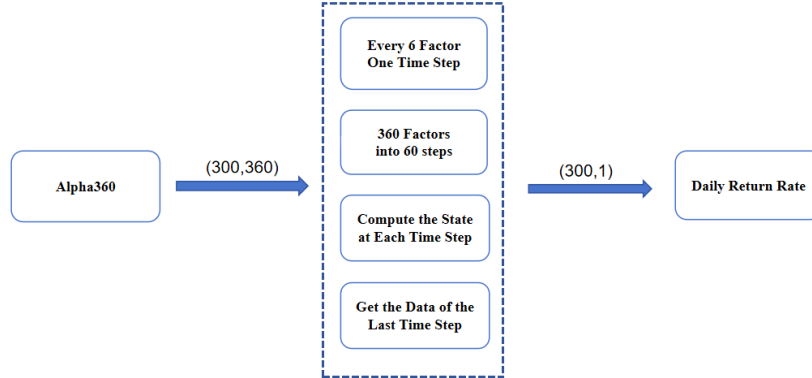 Alpha360
(300,360)
Every 6 Factor
One Time Step
360 Factors
into 60 steps
Compute the State
at Each Time Step
Get the Data of the
Last Time Step
(300,1)
Daily Return Rate